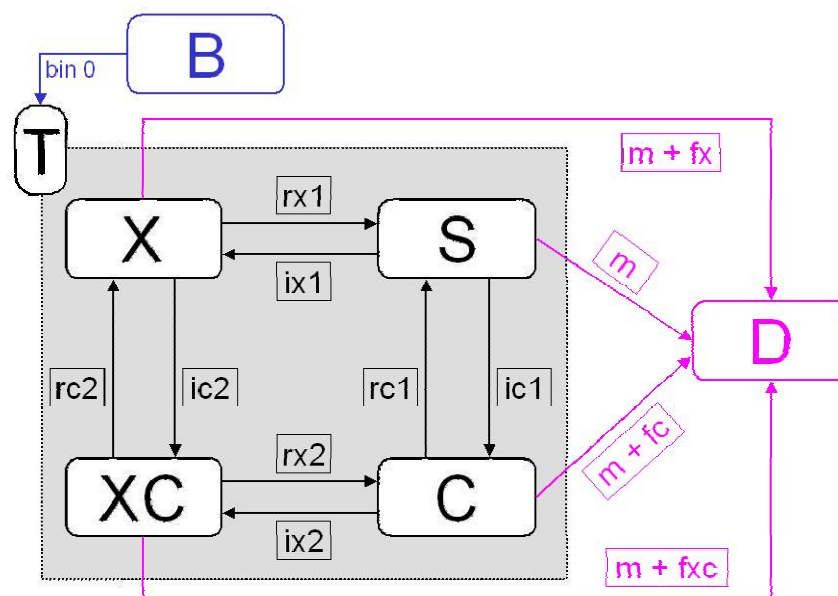 B
bin 0
T
m + fx
X
rx1
S
ix1
m
D
rc2
ic2
rc1
ic1
m + fc
XC
rx2
C
ix2
m + fxc